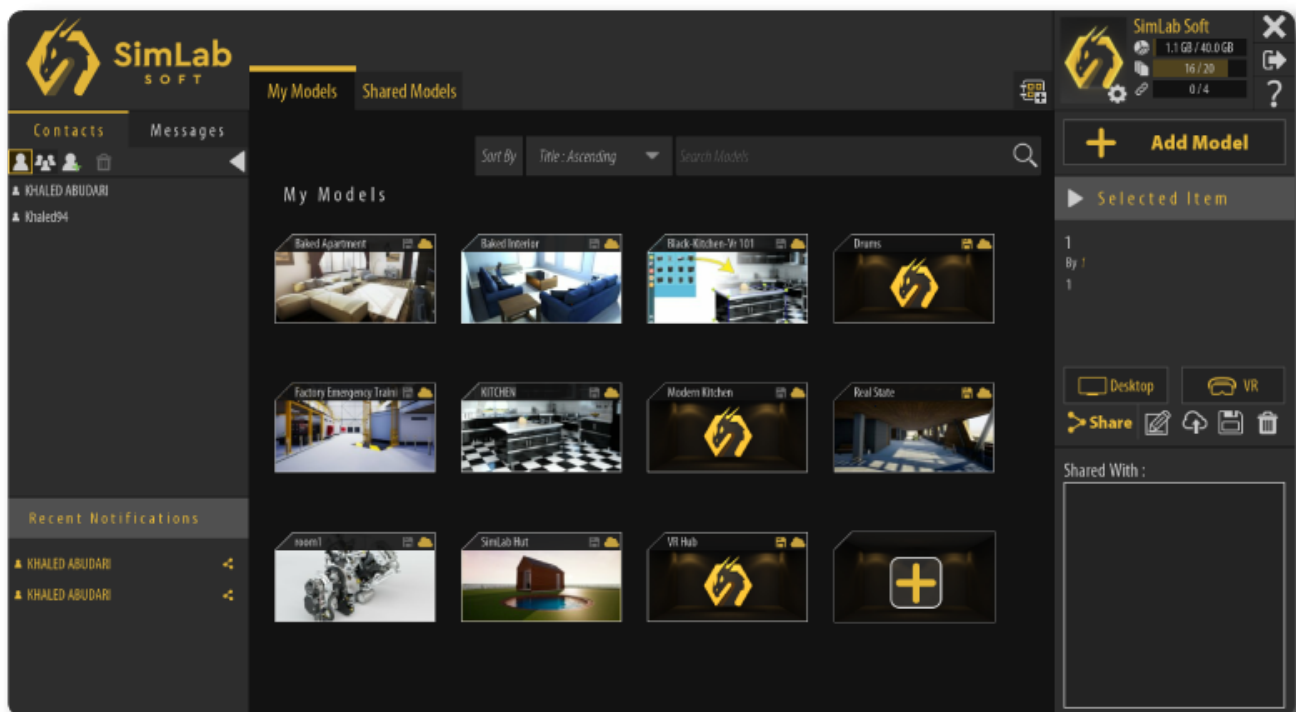 SimLab
SOFT
My Models
Shared Models
SimLab Soft
1.1 GB / 40.0 GB
16 / 20
0 / 4
?
Contacts
Messages
KHALED ABUDARI
Khaled94
Sort By
Title : Ascending
Search Models
Add Model
My Models
Selected Item
1
By
1
Baked Apartment
Baked Interior
Black-Kitchen-Vr 101
Drums
Factory Emergency Traini
KITCHEN
Modern Kitchen
Real State
Desktop
VR
Share
Shared With :
Recent Notifications
KHALED ABUDARI
KHALED ABUDARI
room1
SimLab Hut
VR Hub